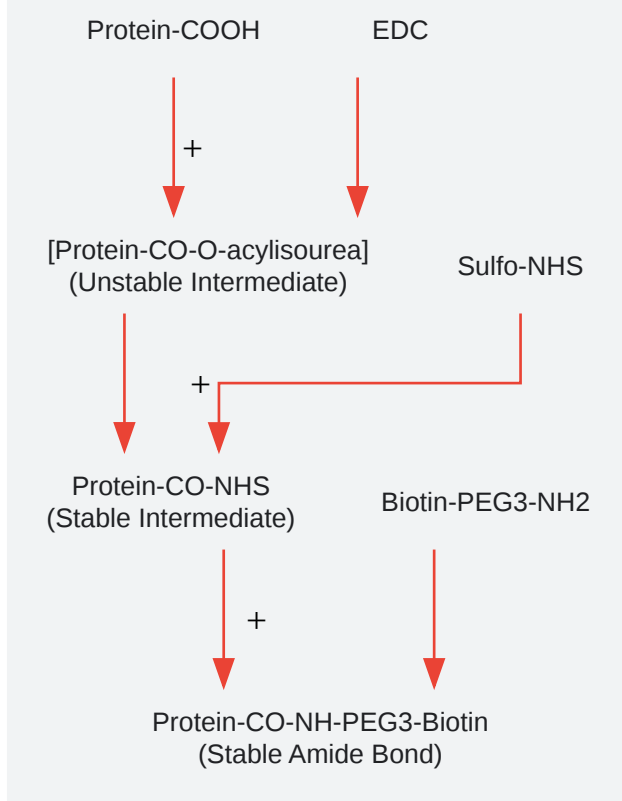 Protein-COOH
EDC
+
[Protein-CO-O-acylisourea]
(Unstable Intermediate)
Sulfo-NHS
+
Protein-CO-NHS
(Stable Intermediate)
Biotin-PEG3-NH2
+
Protein-CO-NH-PEG3-Biotin
(Stable Amide Bond)